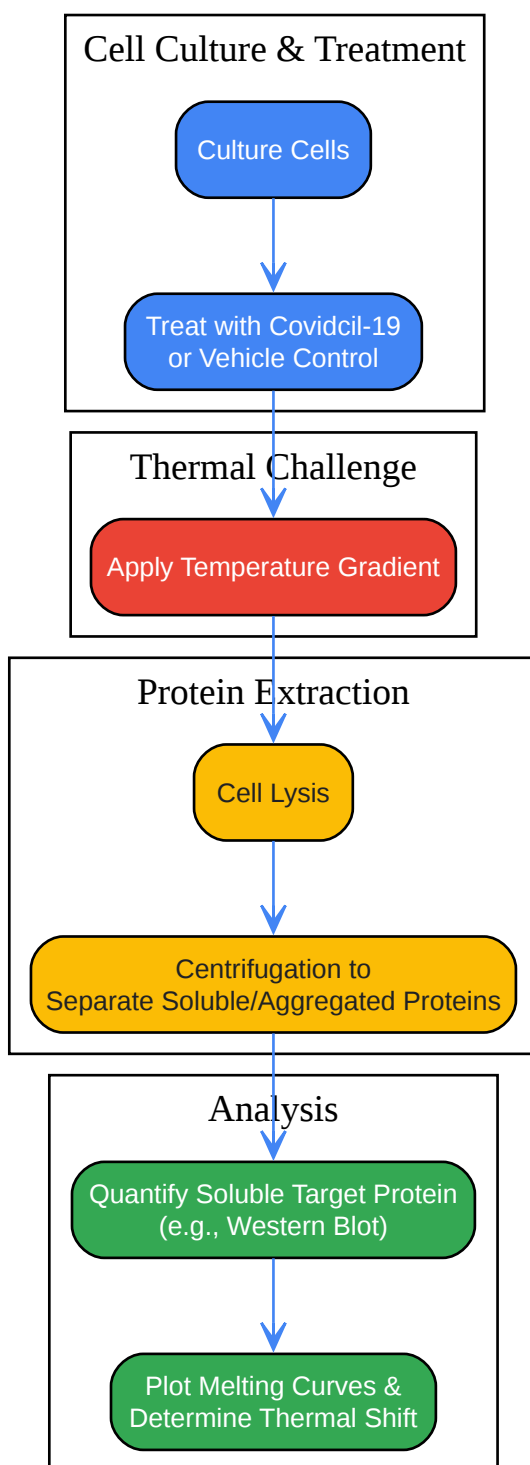 Cell Culture & Treatment
Culture Cells
Treat with Covidcil-19
or Vehicle Control
Thermal Challenge
Apply Temperature Gradient
Protein Extraction
Cell Lysis
Centrifugation to
Separate Soluble/Aggregated Proteins
Analysis
Quantify Soluble Target Protein
(e.g., Western Blot)
Plot Melting Curves &
Determine Thermal Shift